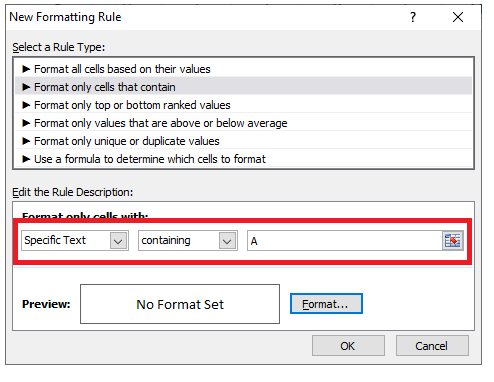 New Formatting Rule ? ×
Select a Rule Type:
► Format all cells based on their values
► Format only cells that contain
► Format only top or bottom ranked values
► Format only values that are above or below average
► Format only unique or duplicate values
► Use a formula to determine which cells to format
Edit the Rule Description:
Format only cells with:
Specific Text containing A
Preview: No Format Set Format...
OK Cancel